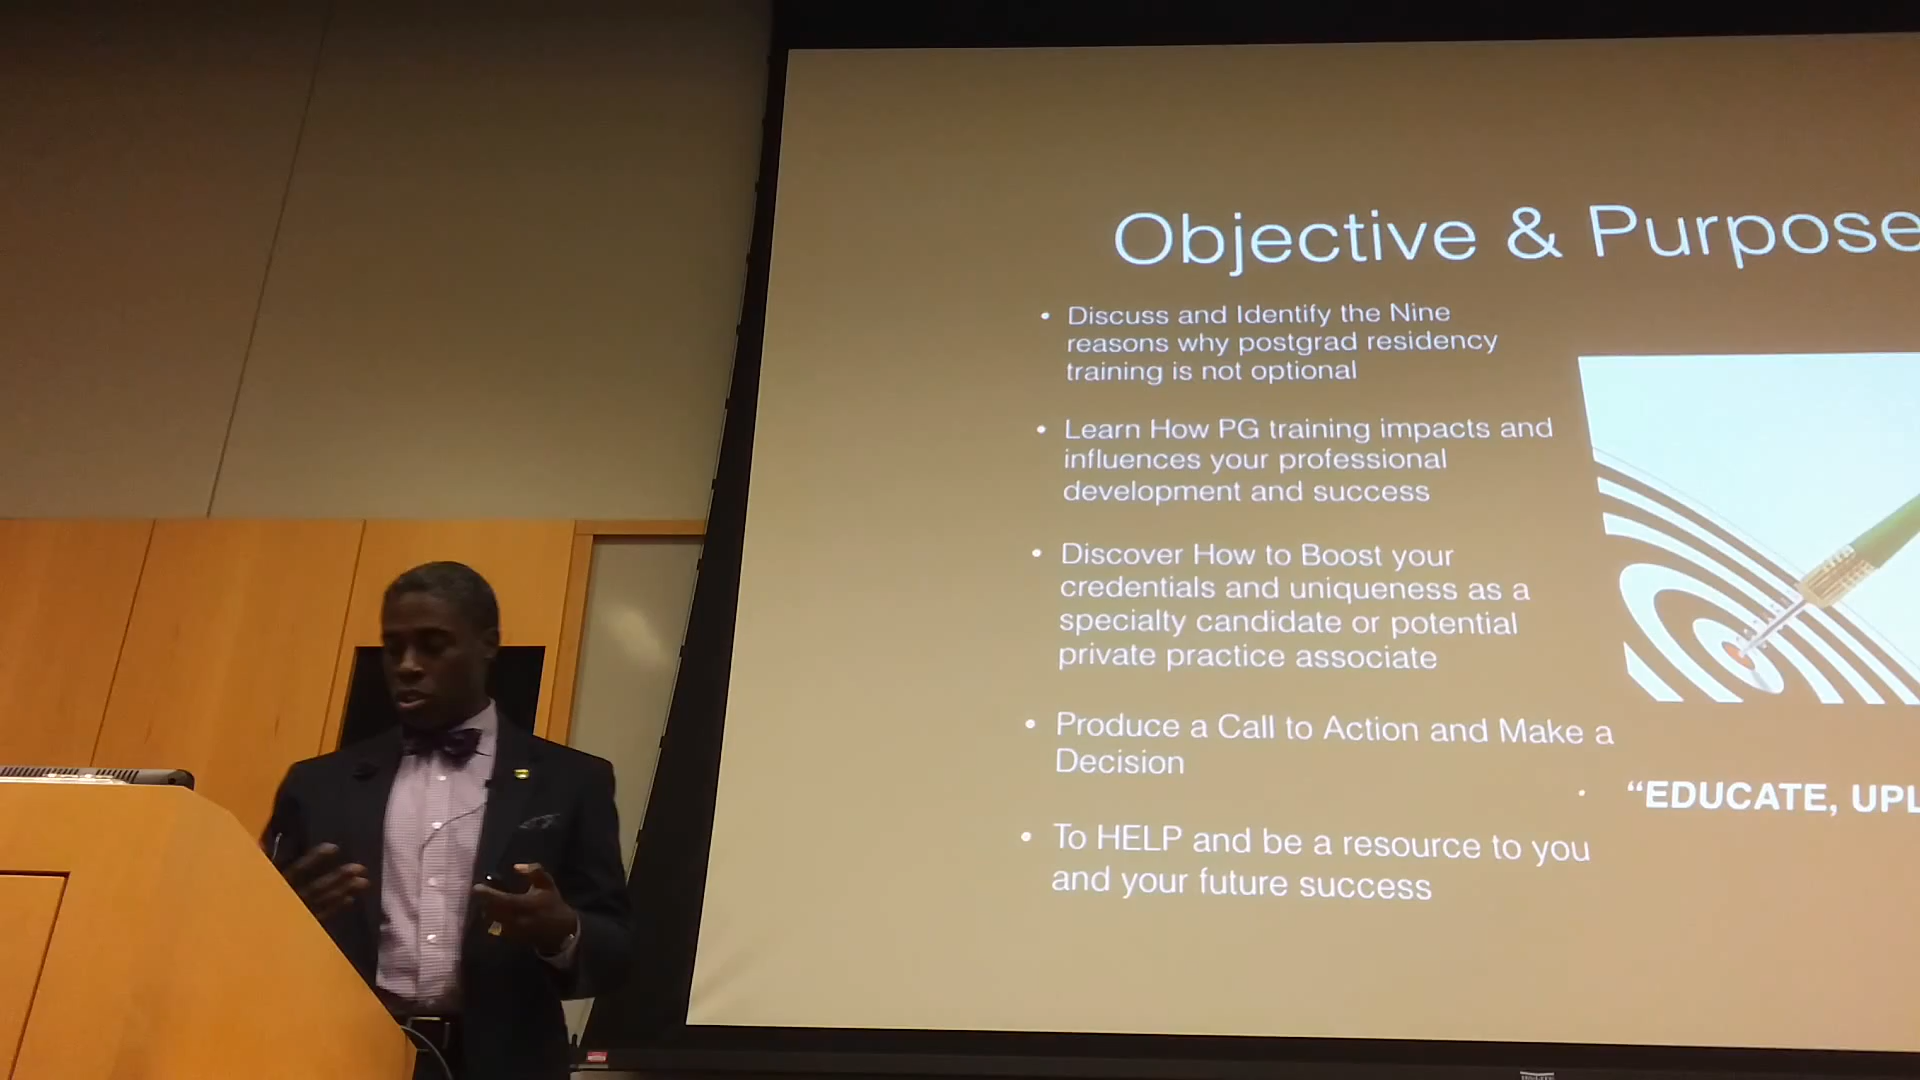 Objective & Purpose
• Discuss and Identify the Nine
reasons why postgrad residency
training is not optional
• Learn How PG training impacts and
influences your professional
development and success
• Discover How to Boost your
credentials and uniqueness as a
specialty candidate or potential
private practice associate
• Produce a Call to Action and Make a
Decision
• “EDUCATE, UPL
• To HELP and be a resource to you
and your future success